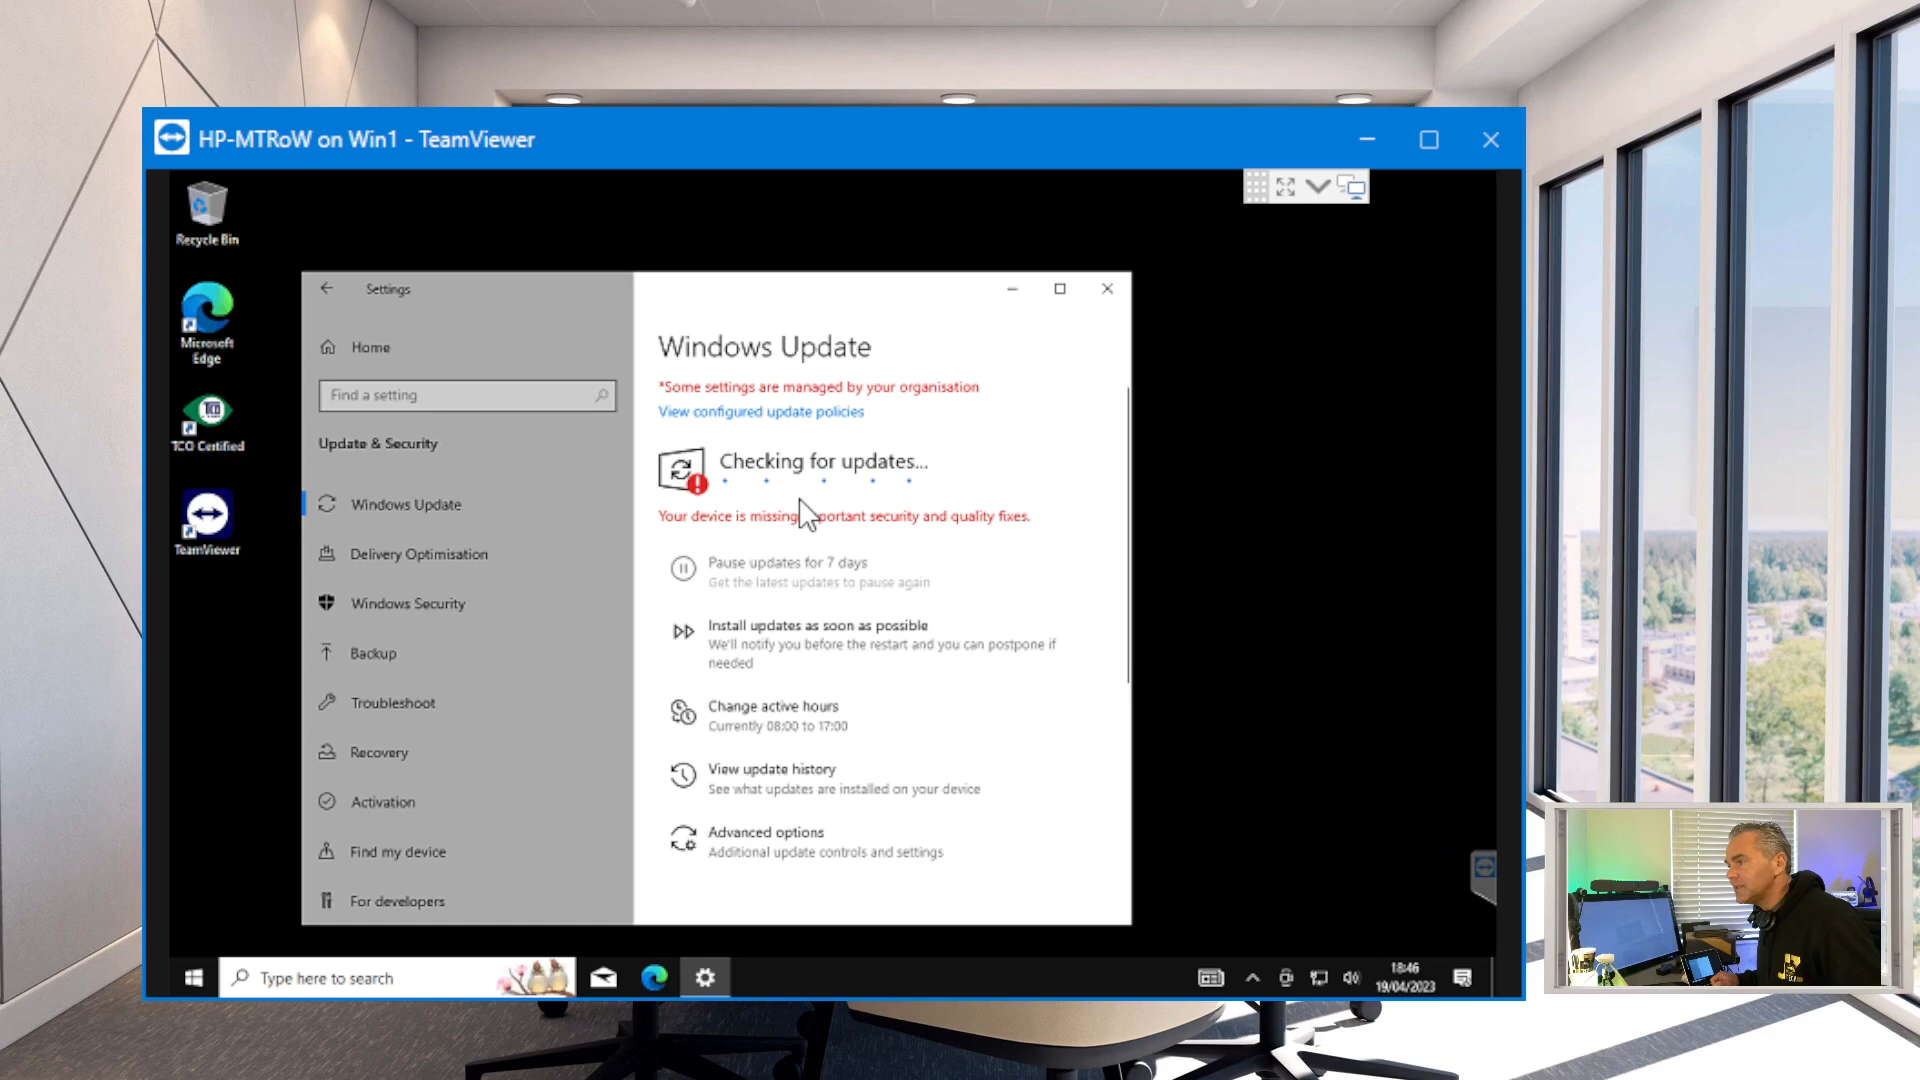 HP-MTRoW on Win1 - TeamViewer
Recycle Bin
Microsoft
Edge
TCO
TCO Certified
TeamViewer
Settings
Home
Find a setting
Update & Security
Windows Update
Delivery Optimisation
Windows Security
Backup
Troubleshoot
Recovery
Activation
Find my device
For developers
Windows Update
*Some settings are managed by your organisation
View configured update policies
Checking for updates...
Your device is missing portant security and quality fixes.
Pause updates for 7 days
Get the latest updates to pause again
Install updates as soon as possible
We'll notify you before the restart and you can postpone if
needed
Change active hours
Currently 08:00 to 17:00
View update history
See what updates are installed on your device
Advanced options
Additional update controls and settings
Type here to search
18:46
19/04/2023